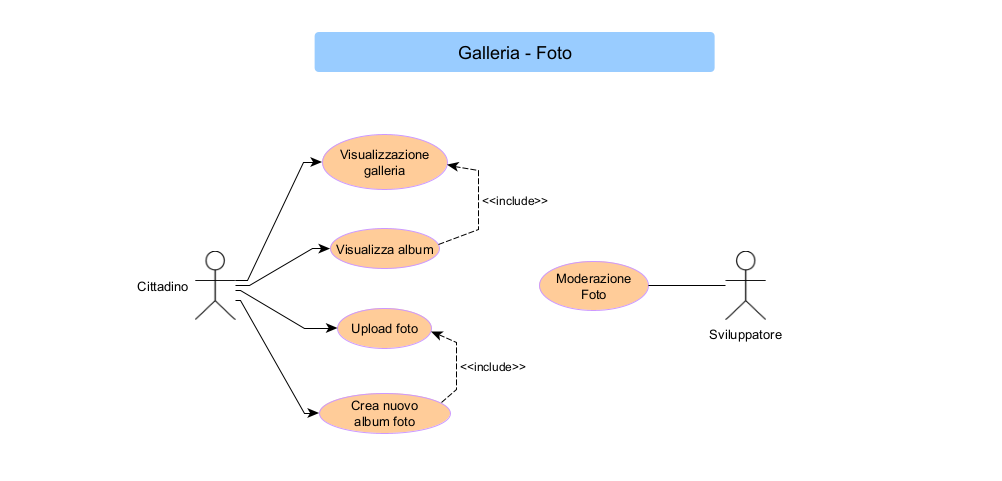 Galleria - Foto
Visualizzazione
galleria
<<include>>
Visualizza album
Cittadino
Moderazione
Foto
Upload foto
Sviluppatore
<<include>>
Crea nuovo
album foto